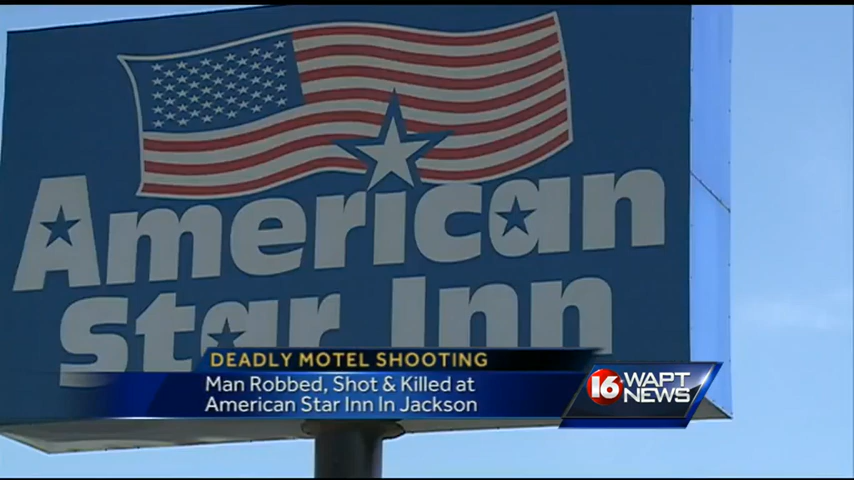 American
Star Inn
DEADLY MOTEL SHOOTING
Man Robbed, Shot & Killed at
American Star Inn In Jackson
16 WAPT
NEWS